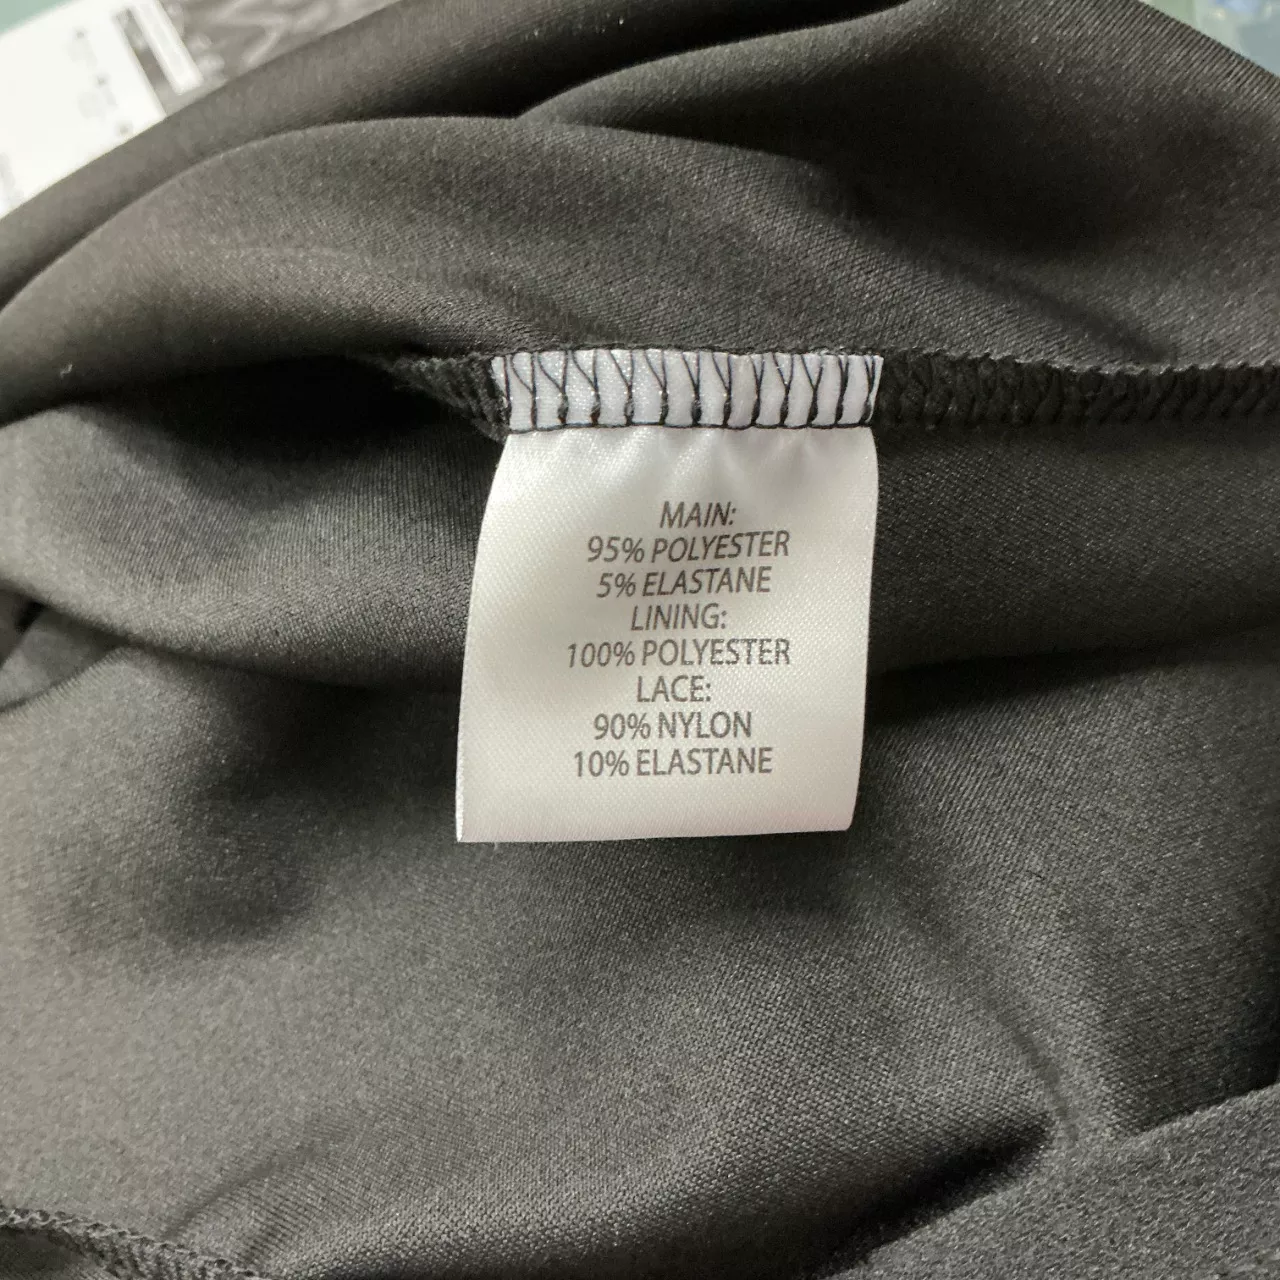 MAIN:
95% POLYESTER
5% ELASTANE
LINING:
100% POLYESTER
LACE:
90% NYLON
10% ELASTANE